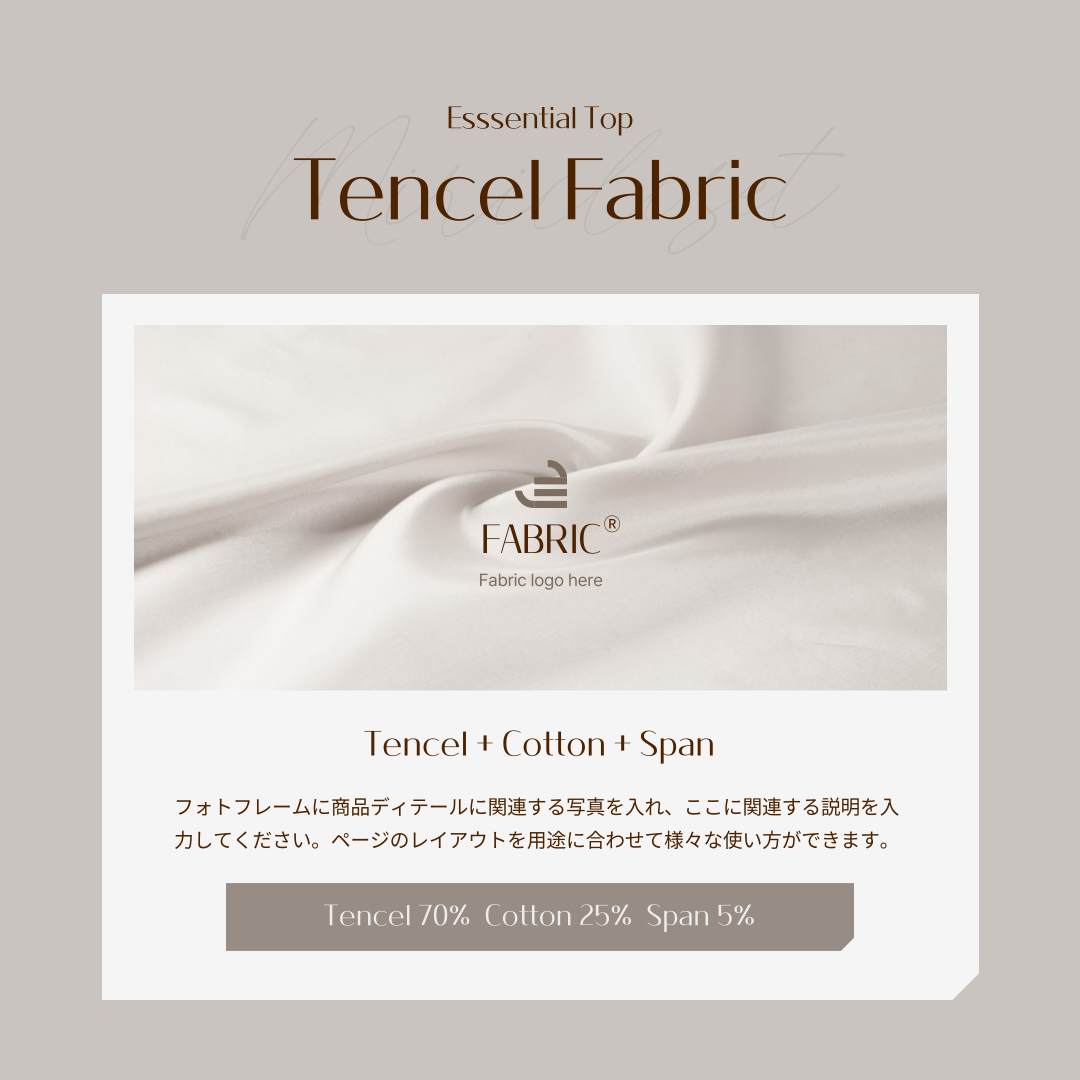 Esssential Top
Tencel Fabric
FABRIC®
Fabric logo here
Tencel + Cotton + Span
フォトフレームに商品ディテールに関連する写真を入れ、ここに関連する説明を入
力してください。ページのレイアウトを用途に合わせて様々な使い方ができます。
Tencel 70% Cotton 25% Span 5%